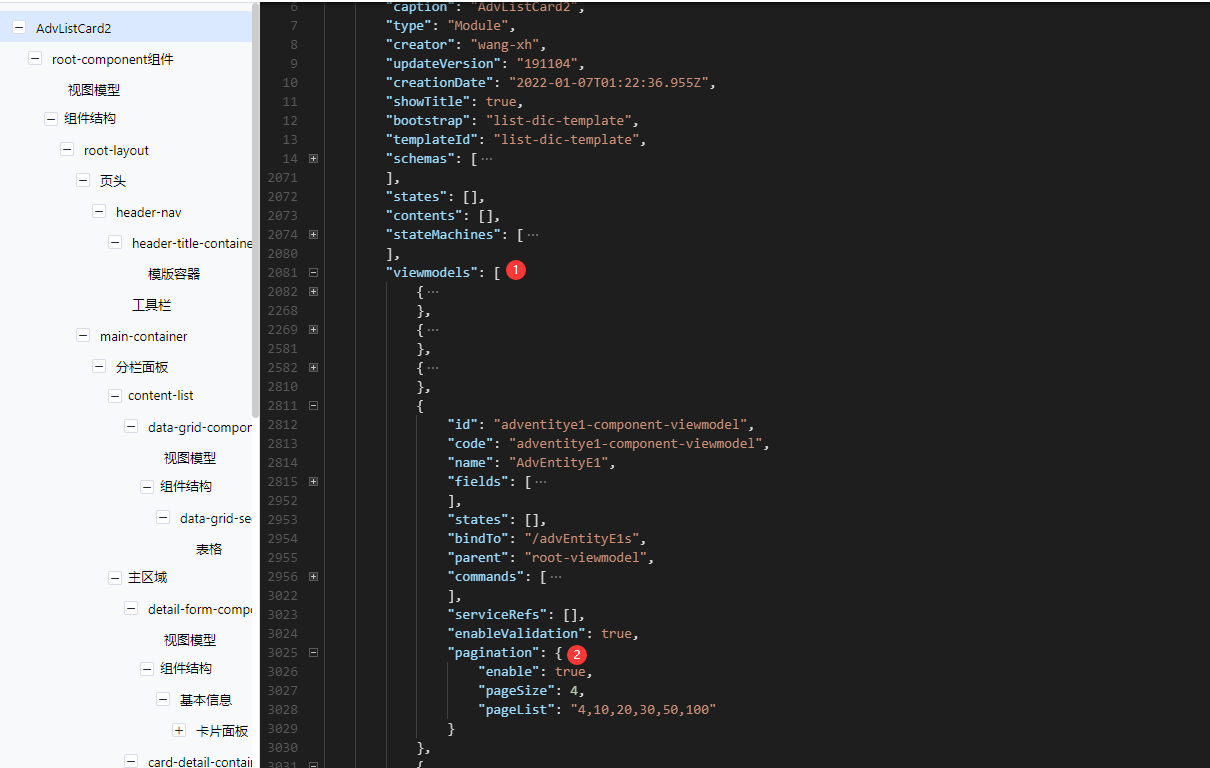 AdvListCard2
root-component组件
视图模型
组件结构
root-layout
页头
header-nav
header-title-containe
模版容器
工具栏
main-container
分栏面板
content-list
data-grid-compon
视图模型
组件结构
data-grid-se
表格
主区域
detail-form-compo
视图模型
组件结构
基本信息
卡片面板
card-detail-contain
6 "caption": "AdvListCard2",
7 "type": "Module",
8 "creator": "wang-xh",
9 "updateVersion": "191104",
10 "creationDate": "2022-01-07T01:22:36.955Z",
11 "showTitle": true,
12 "bootstrap": "list-dic-template",
13 "templateId": "list-dic-template",
14 "schemas": [ ···
2071 ],
2072 "states": [],
2073 "contents": [],
2074 "stateMachines": [ ···
2080 ],
2081 "viewmodels": [ 1
2082 { ···
2268 },
2269 { ···
2581 },
2582 { ···
2810 },
2811 {
2812 "id": "adventitye1-component-viewmodel",
2813 "code": "adventitye1-component-viewmodel",
2814 "name": "AdvEntityE1",
2815 "fields": [ ···
2952 ],
2953 "states": [],
2954 "bindTo": "/advEntityE1s",
2955 "parent": "root-viewmodel",
2956 "commands": [ ···
3022 ],
3023 "serviceRefs": [],
3024 "enableValidation": true,
3025 "pagination": { 2
3026 "enable": true,
3027 "pageSize": 4,
3028 "pageList": "4,10,20,30,50,100"
3029 }
3030 },
3031 {